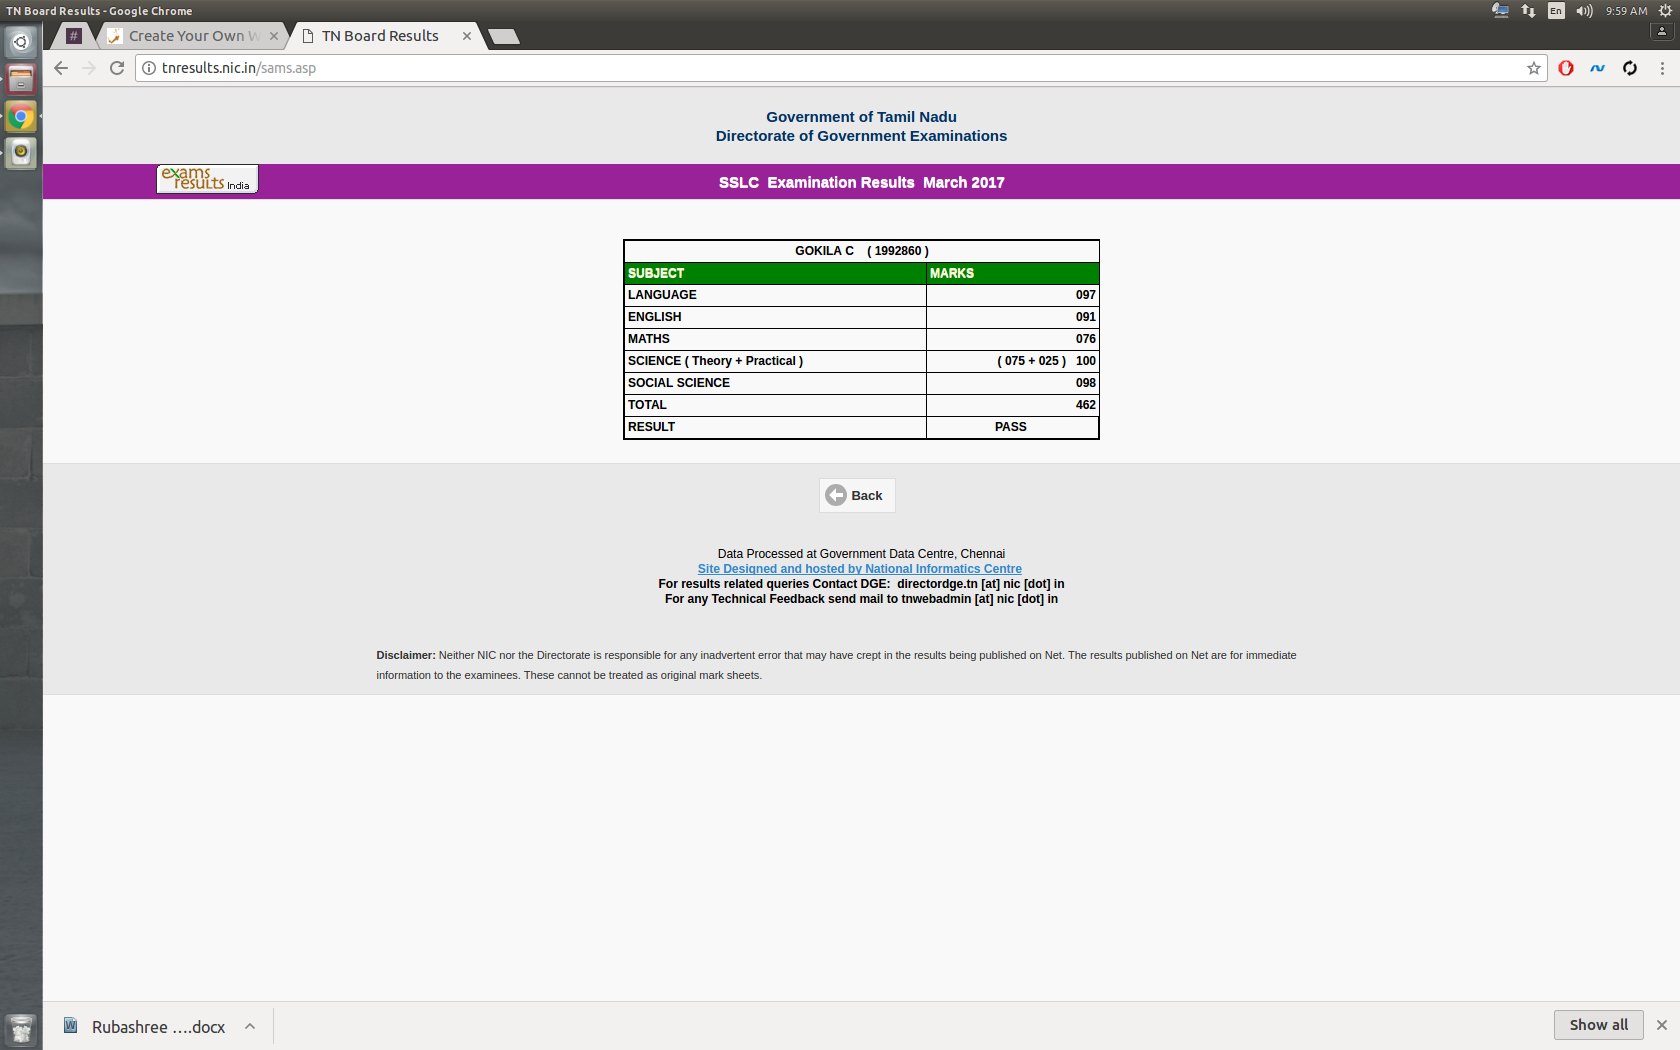 TN Board Results - Google Chrome
En
9:59 AM
#
Create Your Own W
TN Board Results
tnresults.nic.in/sams.asp
Government of Tamil Nadu
Directorate of Government Examinations
exams results India
SSLC Examination Results March 2017
GOKILA C ( 1992860 )
SUBJECT MARKS
LANGUAGE 097
ENGLISH 091
MATHS 076
SCIENCE ( Theory + Practical ) ( 075 + 025 ) 100
SOCIAL SCIENCE 098
TOTAL 462
RESULT PASS
Back
Data Processed at Government Data Centre, Chennai
Site Designed and hosted by National Informatics Centre
For results related queries Contact DGE: directordge.tn [at] nic [dot] in
For any Technical Feedback send mail to tnwebadmin [at] nic [dot] in
Disclaimer: Neither NIC nor the Directorate is responsible for any inadvertent error that may have crept in the results being published on Net. The results published on Net are for immediate
information to the examinees. These cannot be treated as original mark sheets.
Rubashree ....docx
Show all